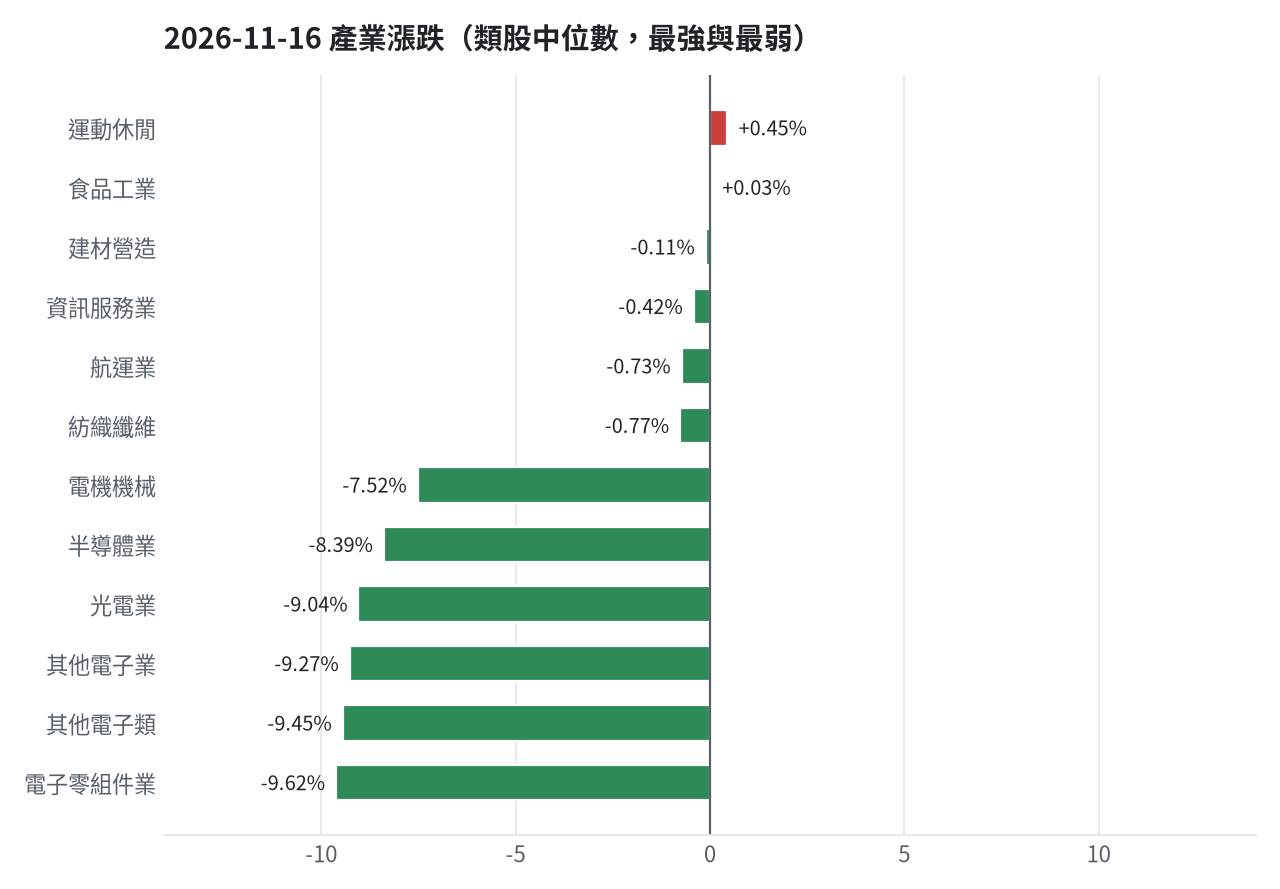 2026-11-16 產業漲跌（類股中位數，最強與最弱）
運動休閒 +0.45%
食品工業 +0.03%
建材營造 -0.11%
資訊服務業 -0.42%
航運業 -0.73%
紡織纖維 -0.77%
電機機械 -7.52%
半導體業 -8.39%
光電業 -9.04%
其他電子業 -9.27%
其他電子類 -9.45%
電子零組件業 -9.62%
-10 -5 0 5 10